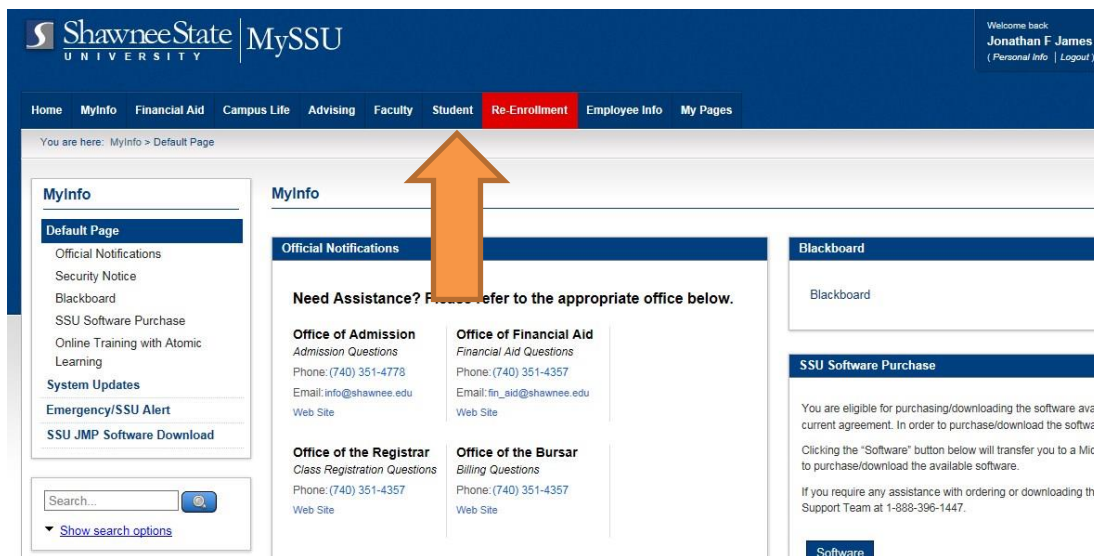 Shawnee State
UNIVERSITY
MySSU
Welcome back
Jonathan F James
( Personal Info | Logout )
Home MyInfo Financial Aid Campus Life Advising Faculty Student Re-Enrollment Employee Info My Pages
You are here: MyInfo > Default Page
MyInfo
Default Page
Official Notifications
Security Notice
Blackboard
SSU Software Purchase
Online Training with Atomic
Learning
System Updates
Emergency/SSU Alert
SSU JMP Software Download
Search...
Show search options
MyInfo
Official Notifications
Need Assistance? refer to the appropriate office below.
Office of Admission
Admission Questions
Phone: (740) 351-4778
Email: info@shawnee.edu
Web Site
Office of Financial Aid
Financial Aid Questions
Phone: (740) 351-4357
Email: fin_aid@shawnee.edu
Web Site
Office of the Registrar
Class Registration Questions
Phone: (740) 351-4357
Web Site
Office of the Bursar
Billing Questions
Phone: (740) 351-4357
Web Site
Blackboard
Blackboard
SSU Software Purchase
You are eligible for purchasing/downloading the software
current agreement. In order to purchase/download the
Clicking the “Software” button below will transfer you to a
to purchase/download the available software.
If you require any assistance with ordering or downloading
Support Team at 1-888-396-1447.
Software